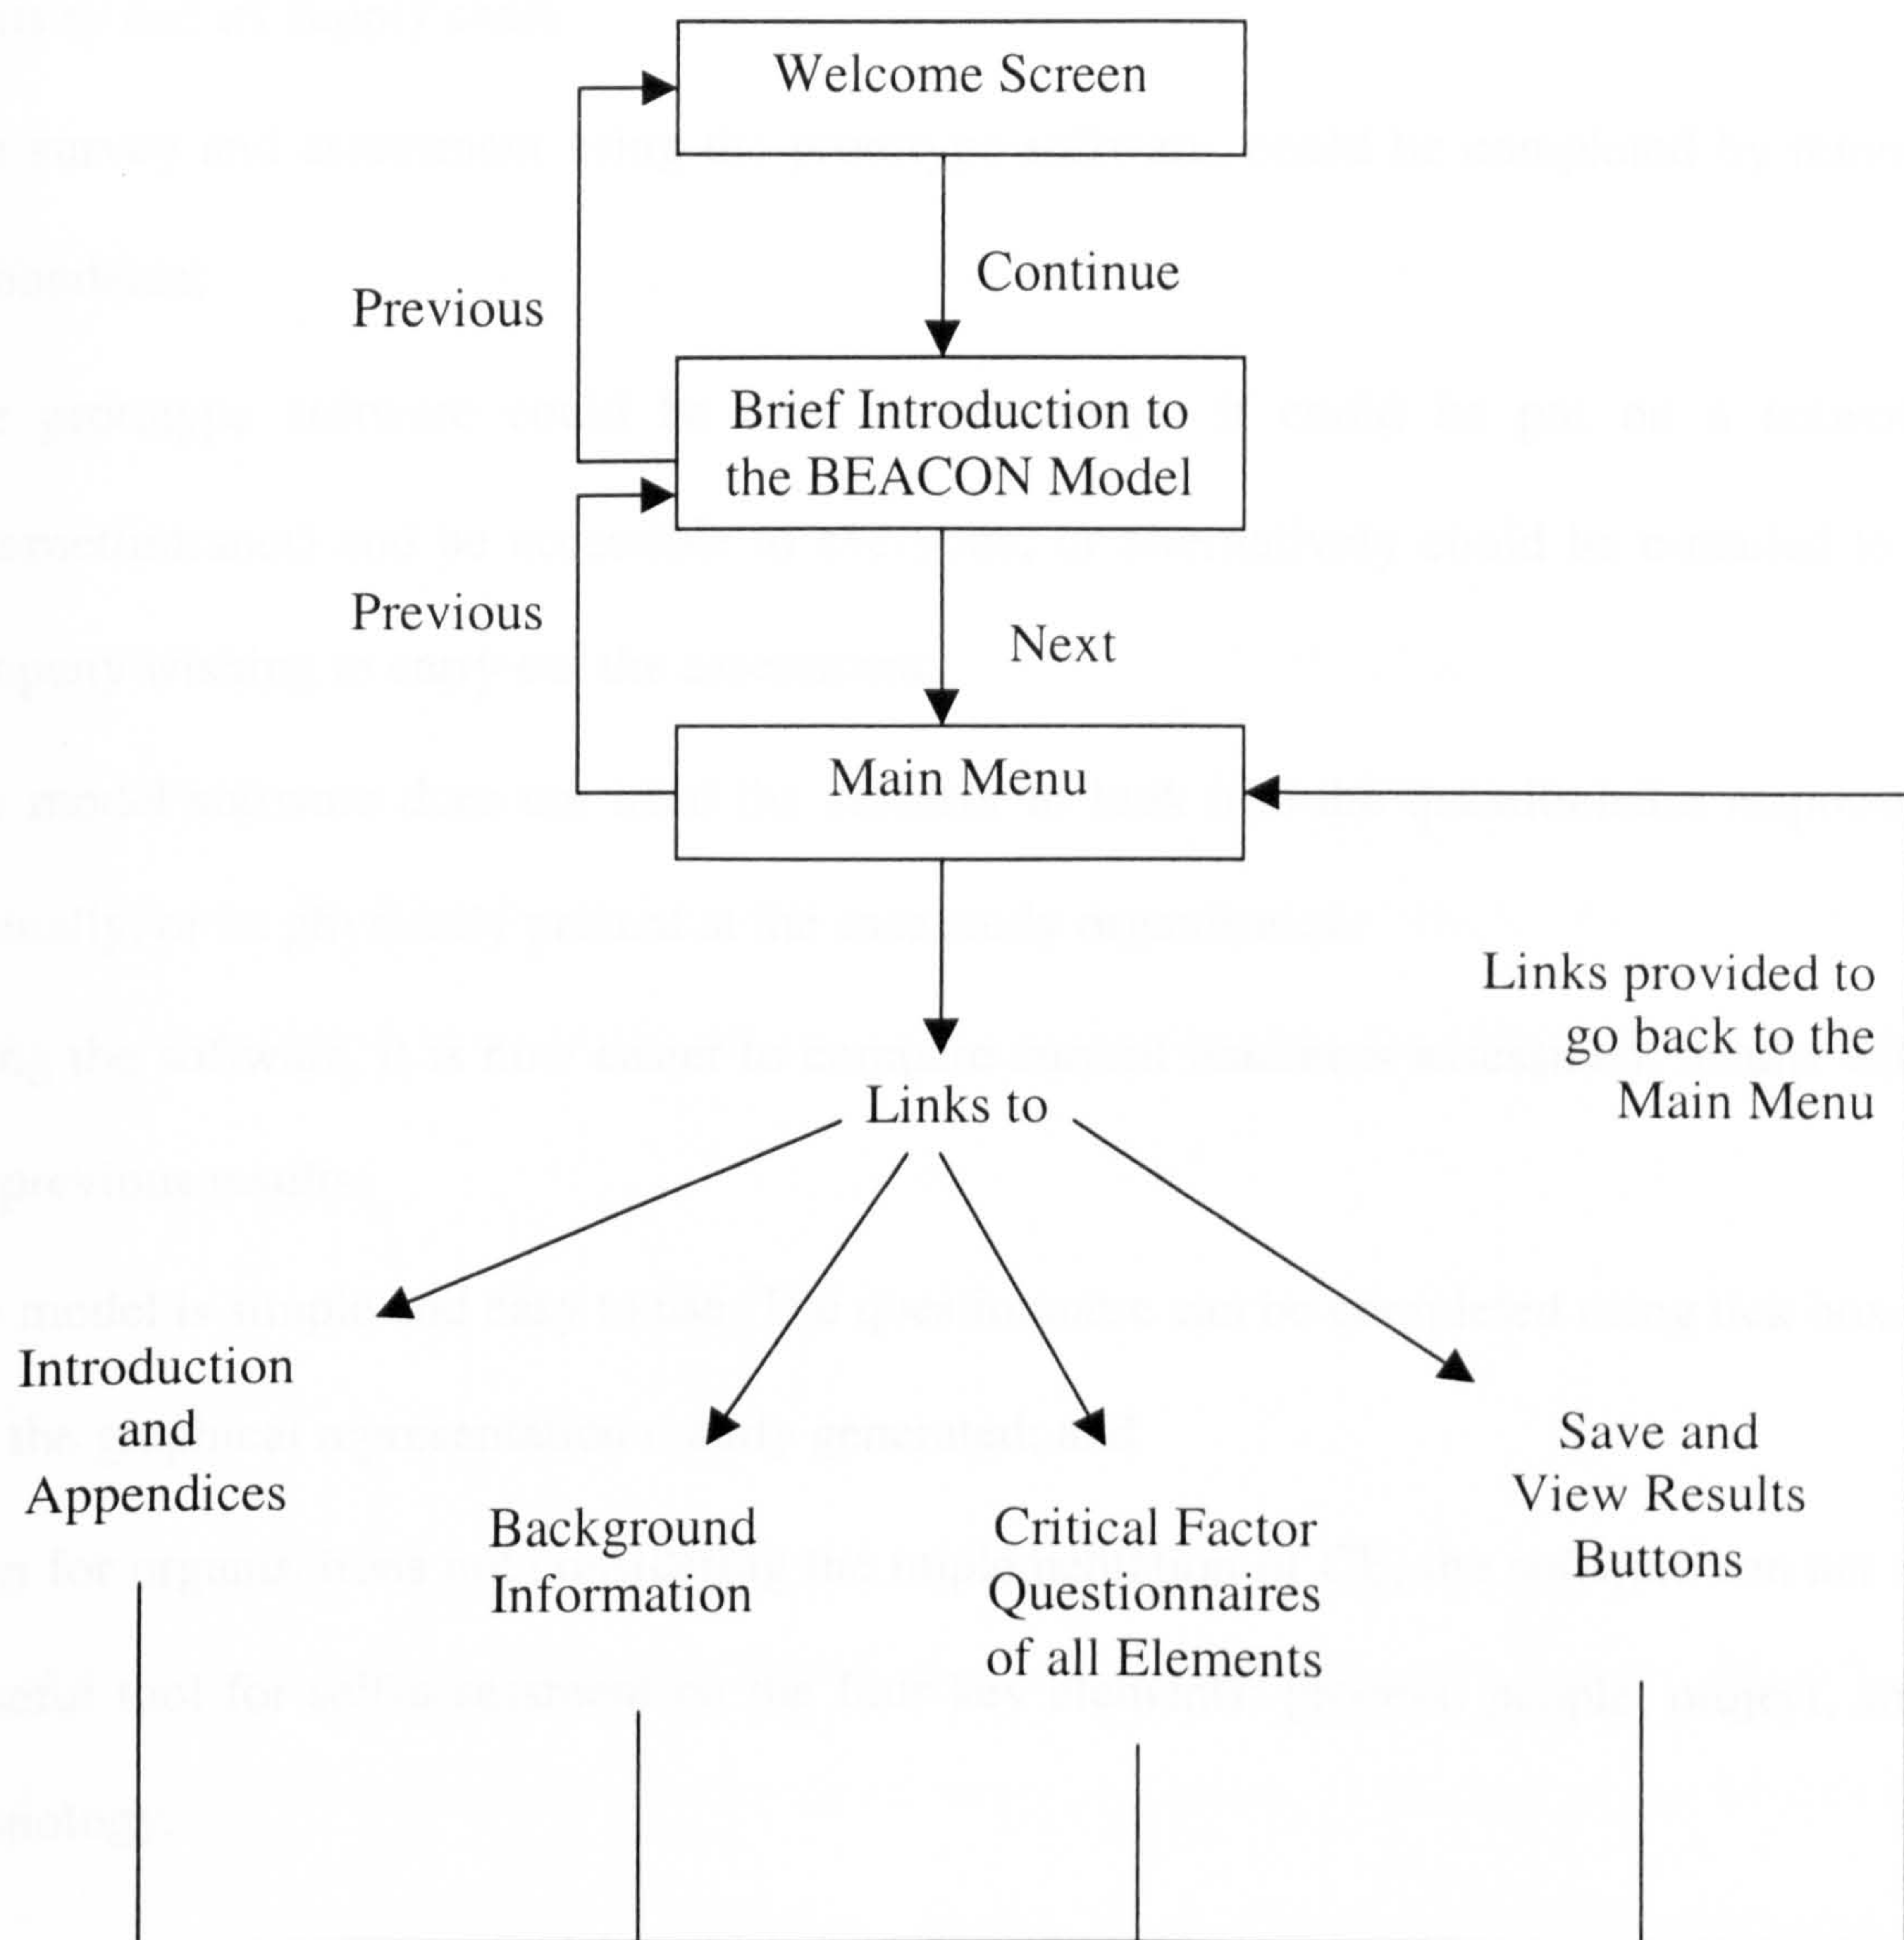 Welcome Screen
Continue
Previous
Brief Introduction to
the BEACON Model
Previous
Next
Main Menu
Links provided to
go back to the
Main Menu
Links to
Introduction
and
Appendices
Background
Information
Critical Factor
Questionnaires
of all Elements
Save and
View Results
Buttons